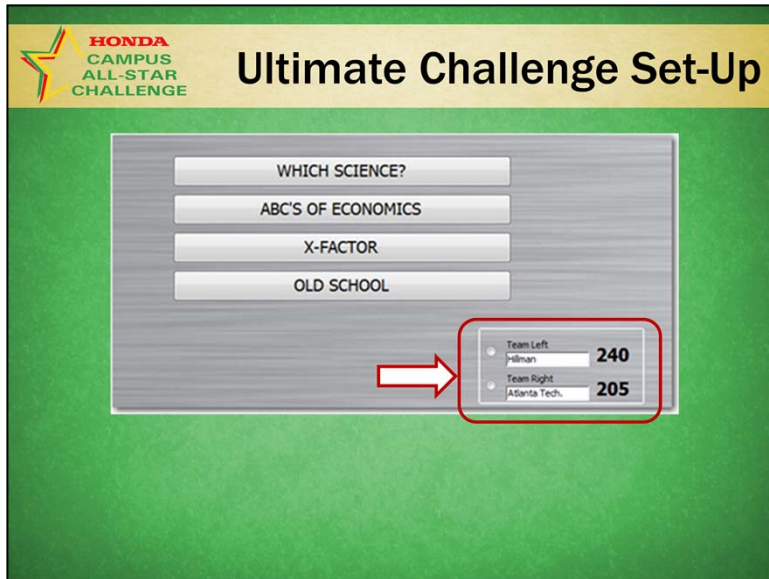 HONDA
CAMPUS
ALL-STAR
CHALLENGE
Ultimate Challenge Set-Up
WHICH SCIENCE?
ABC'S OF ECONOMICS
X-FACTOR
OLD SCHOOL
Team Left
Hillman 240
Team Right
Atlanta Tech. 205